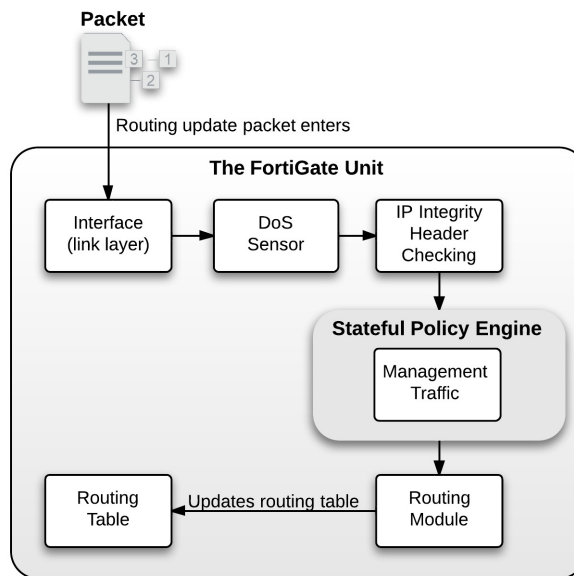 Packet
3
1
2
Routing update packet enters
The FortiGate Unit
Interface
(link layer)
DoS
Sensor
IP Integrity
Header
Checking
Stateful Policy Engine
Management
Traffic
Routing
Table
Updates routing table
Routing
Module